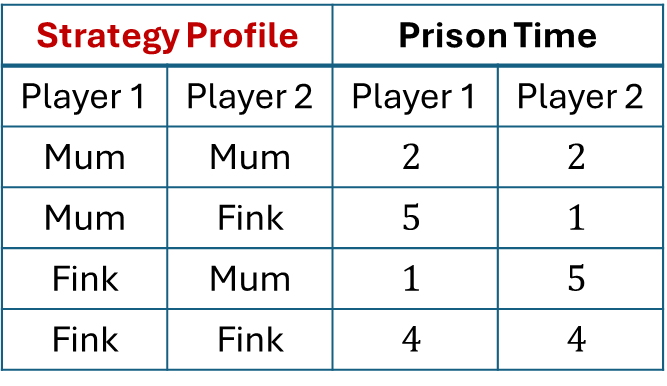 Strategy Profile Prison Time
Player 1 Player 2 Player 1 Player 2
Mum Mum 2 2
Mum Fink 5 1
Fink Mum 1 5
Fink Fink 4 4